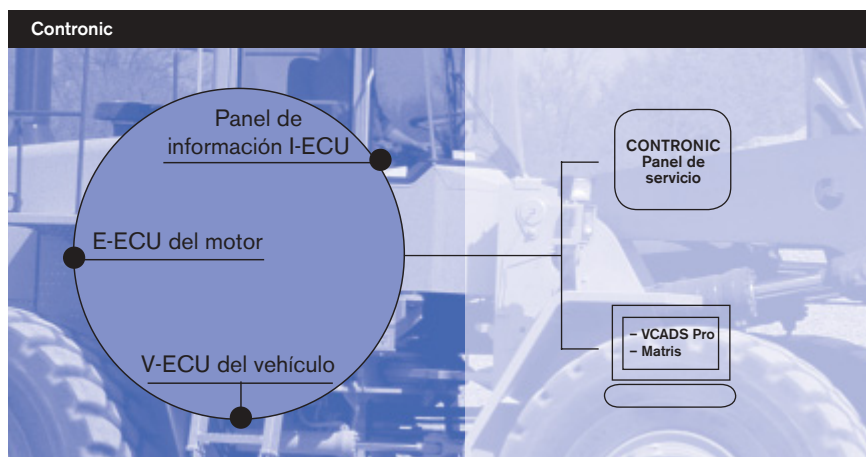 Contronic
Panel de
información I-ECU
E-ECU del motor
V-ECU del vehículo
CONTRONIC
Panel de
servicio
– VCADS Pro
– Matris